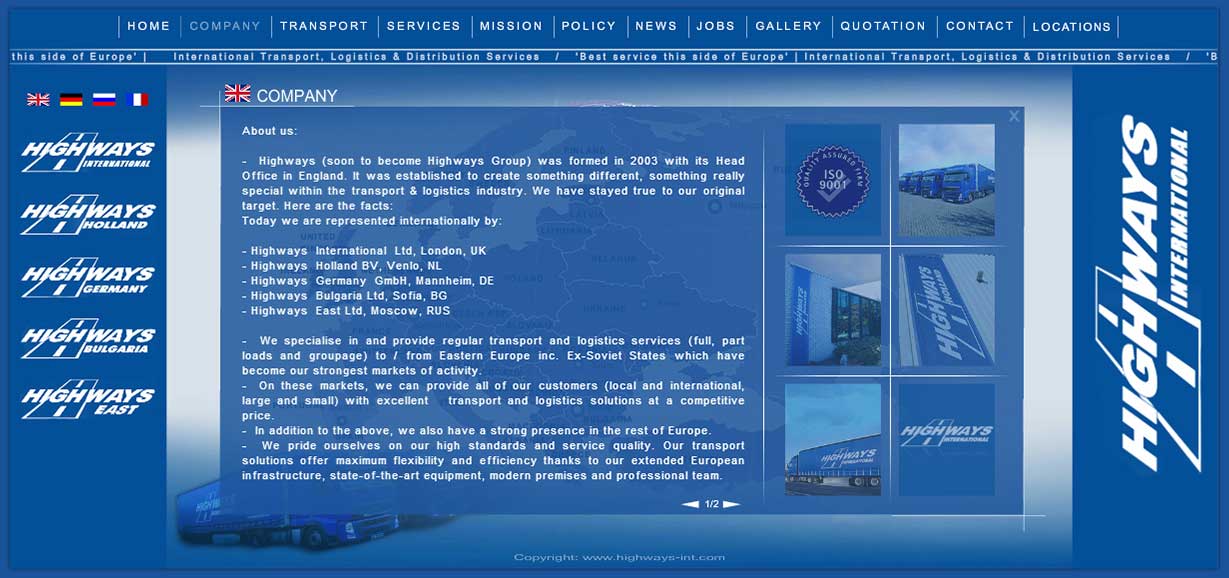 HOME COMPANY TRANSPORT SERVICES MISSION POLICY NEWS JOBS GALLERY QUOTATION CONTACT LOCATIONS
this side of Europe' | International Transport, Logistics & Distribution Services / 'Best service this side of Europe' | International Transport, Logistics & Distribution Services / 'B
HIGHWAYS
INTERNATIONAL
HIGHWAYS
HOLLAND
HIGHWAYS
GERMANY
HIGHWAYS
BULGARIA
HIGHWAYS
EAST
COMPANY
X
About us:
- Highways (soon to become Highways Group) was formed in 2003 with its Head
Office in England. It was established to create something different, something really
special within the transport & logistics industry. We have stayed true to our original
target. Here are the facts:
Today we are represented internationally by:
- Highways International Ltd, London, UK
- Highways Holland BV, Venlo, NL
- Highways Germany GmbH, Mannheim, DE
- Highways Bulgaria Ltd, Sofia, BG
- Highways East Ltd, Moscow, RUS
- We specialise in and provide regular transport and logistics services (full, part
loads and groupage) to / from Eastern Europe inc. Ex-Soviet States which have
become our strongest markets of activity.
- On these markets, we can provide all of our customers (local and international,
large and small) with excellent transport and logistics solutions at a competitive
price.
- In addition to the above, we also have a strong presence in the rest of Europe.
- We pride ourselves on our high standards and service quality. Our transport
solutions offer maximum flexibility and efficiency thanks to our extended European
infrastructure, state-of-the-art equipment, modern premises and professional team.
1/2
QUALITY ASSURED FIRM
ISO
9001
HIGHWAYS
HIGHWAYS
HOLLAND
HIGHWAYS
INTERNATIONAL
HIGHWAYS
INTERNATIONAL
HIGHWAYS
INTERNATIONAL
Copyright: www.highways-int.com